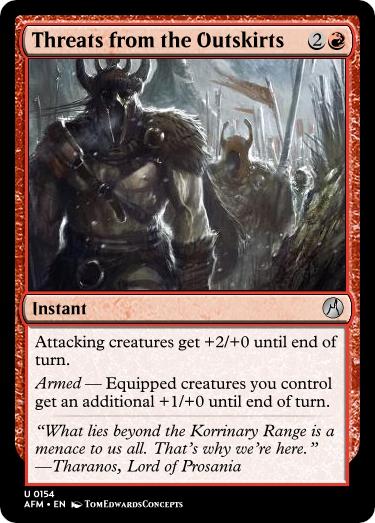 Threats from the Outskirts 2
Instant
Attacking creatures get +2/+0 until end of
turn.
Armed — Equipped creatures you control
get an additional +1/+0 until end of turn.
"What lies beyond the Korrinary Range is a
menace to us all. That's why we're here."
—Tharanos, Lord of Prosania
U 0154
AFM • EN TomEdwardsConcepts